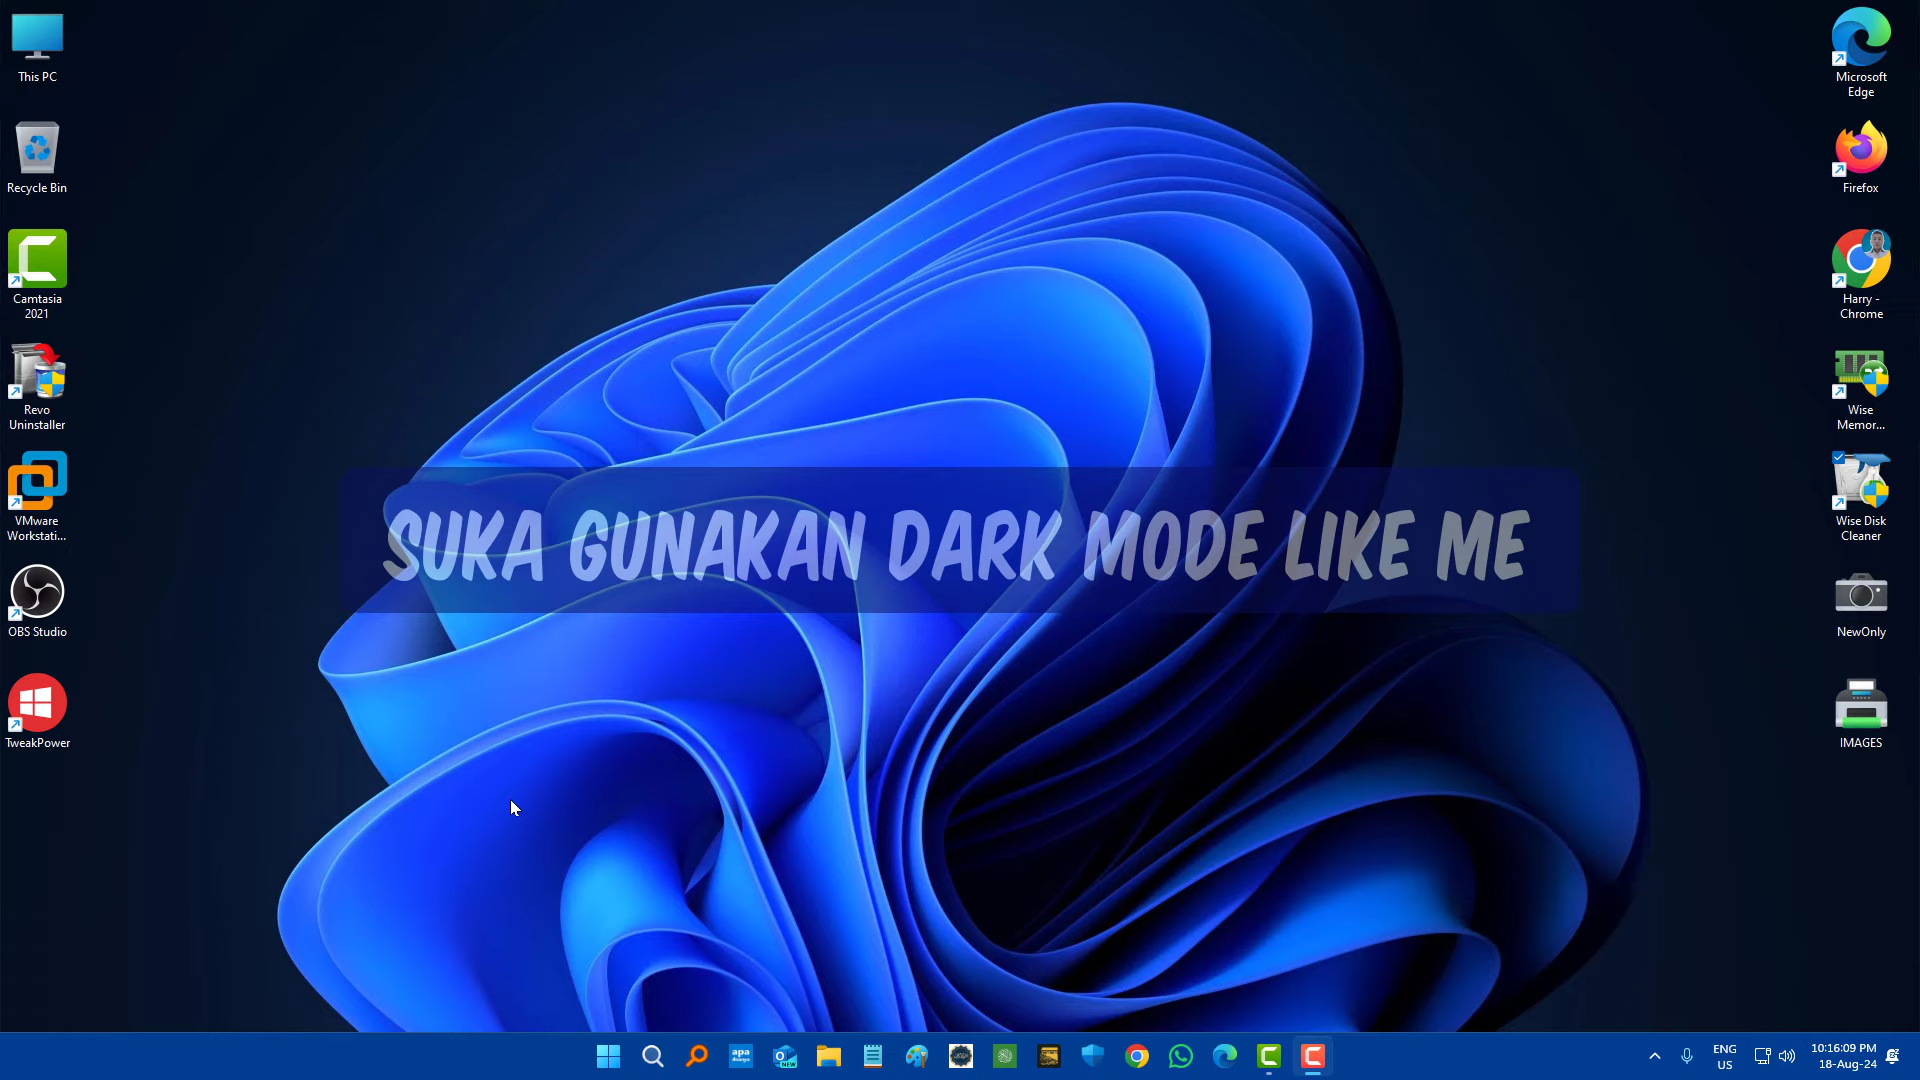 This PC
Recycle Bin
Camtasia
2021
Revo
Uninstaller
VMware
Workstati...
OBS Studio
TweakPower
SUKA GUNAKAN DARK MODE LIKE ME
Microsoft
Edge
Firefox
Harry -
Chrome
Wise
Memor...
Wise Disk
Cleaner
NewOnly
IMAGES
apa
NEW
ENG
US
10:16:09 PM
18-Aug-24